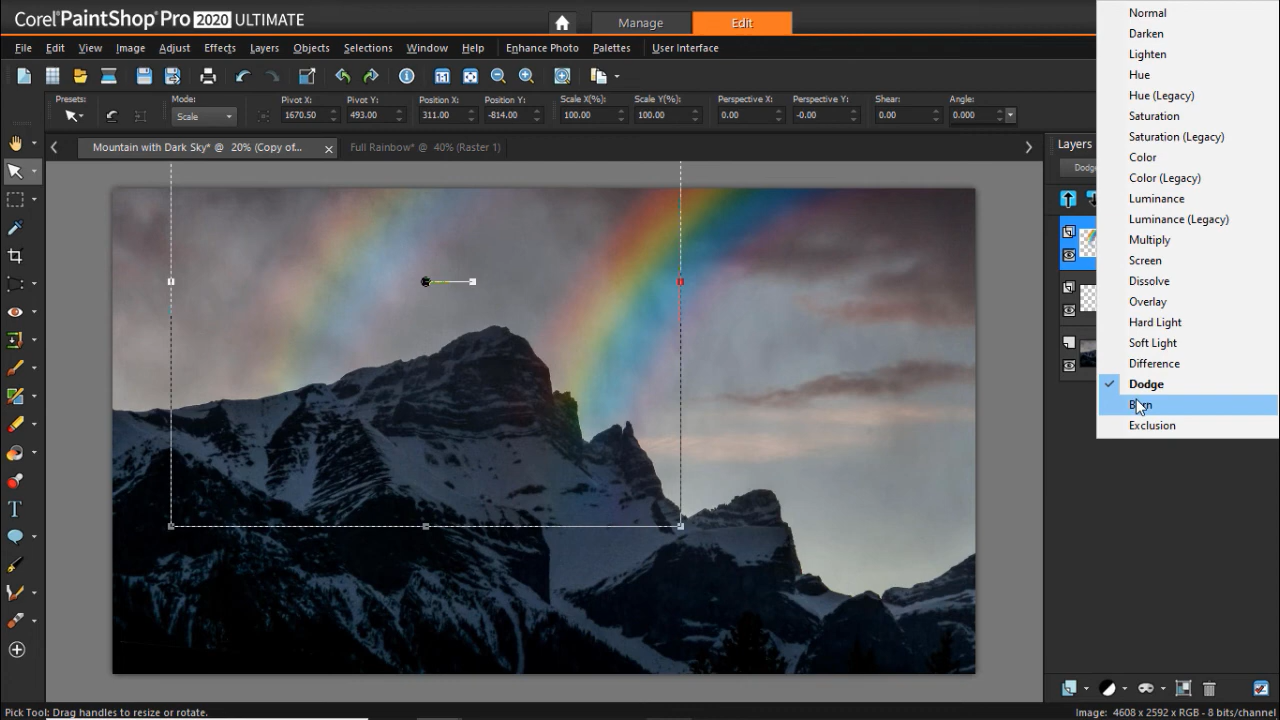 Corel®PaintShop®Pro 2020 ULTIMATE
Manage
Edit
File Edit View Image Adjust Effects Layers Objects Selections Window Help Enhance Photo Palettes User Interface
Presets: Mode: Pivot X: Pivot Y: Position X: Position Y: Scale X(%): Scale Y(%): Perspective X: Perspective Y: Shear: Angle:
Scale 1670.50 493.00 311.00 -814.00 100.00 100.00 0.00 -0.00 0.00 0.000
Mountain with Dark Sky* @ 20% (Copy of...
Full Rainbow* @ 40% (Raster 1)
Layers
Dodge
Normal
Darken
Lighten
Hue
Hue (Legacy)
Saturation
Saturation (Legacy)
Color
Color (Legacy)
Luminance
Luminance (Legacy)
Multiply
Screen
Dissolve
Overlay
Hard Light
Soft Light
Difference
Dodge
Burn
Exclusion
Pick Tool: Drag handles to resize or rotate.
Image: 4608 x 2592 x RGB - 8 bits/channel